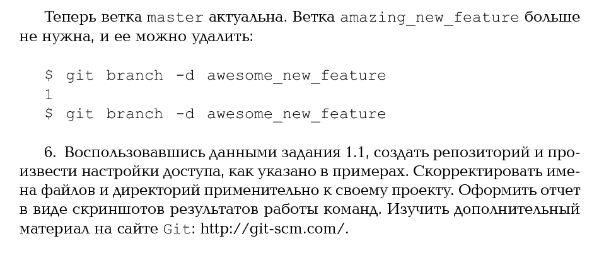 Теперь ветка master актуальна. Ветка amazing_new_feature больше
не нужна, и ее можно удалить:
$ git branch -d awesome_new_feature
1
$ git branch -d awesome_new_feature
6. Воспользовавшись данными задания 1.1, создать репозиторий и про-
извести настройки доступа, как указано в примерах. Скорректировать име-
на файлов и директорий применительно к своему проекту. Оформить отчет
в виде скриншотов результатов работы команд. Изучить дополнительный
материал на сайте Git: http://git-scm.com/.